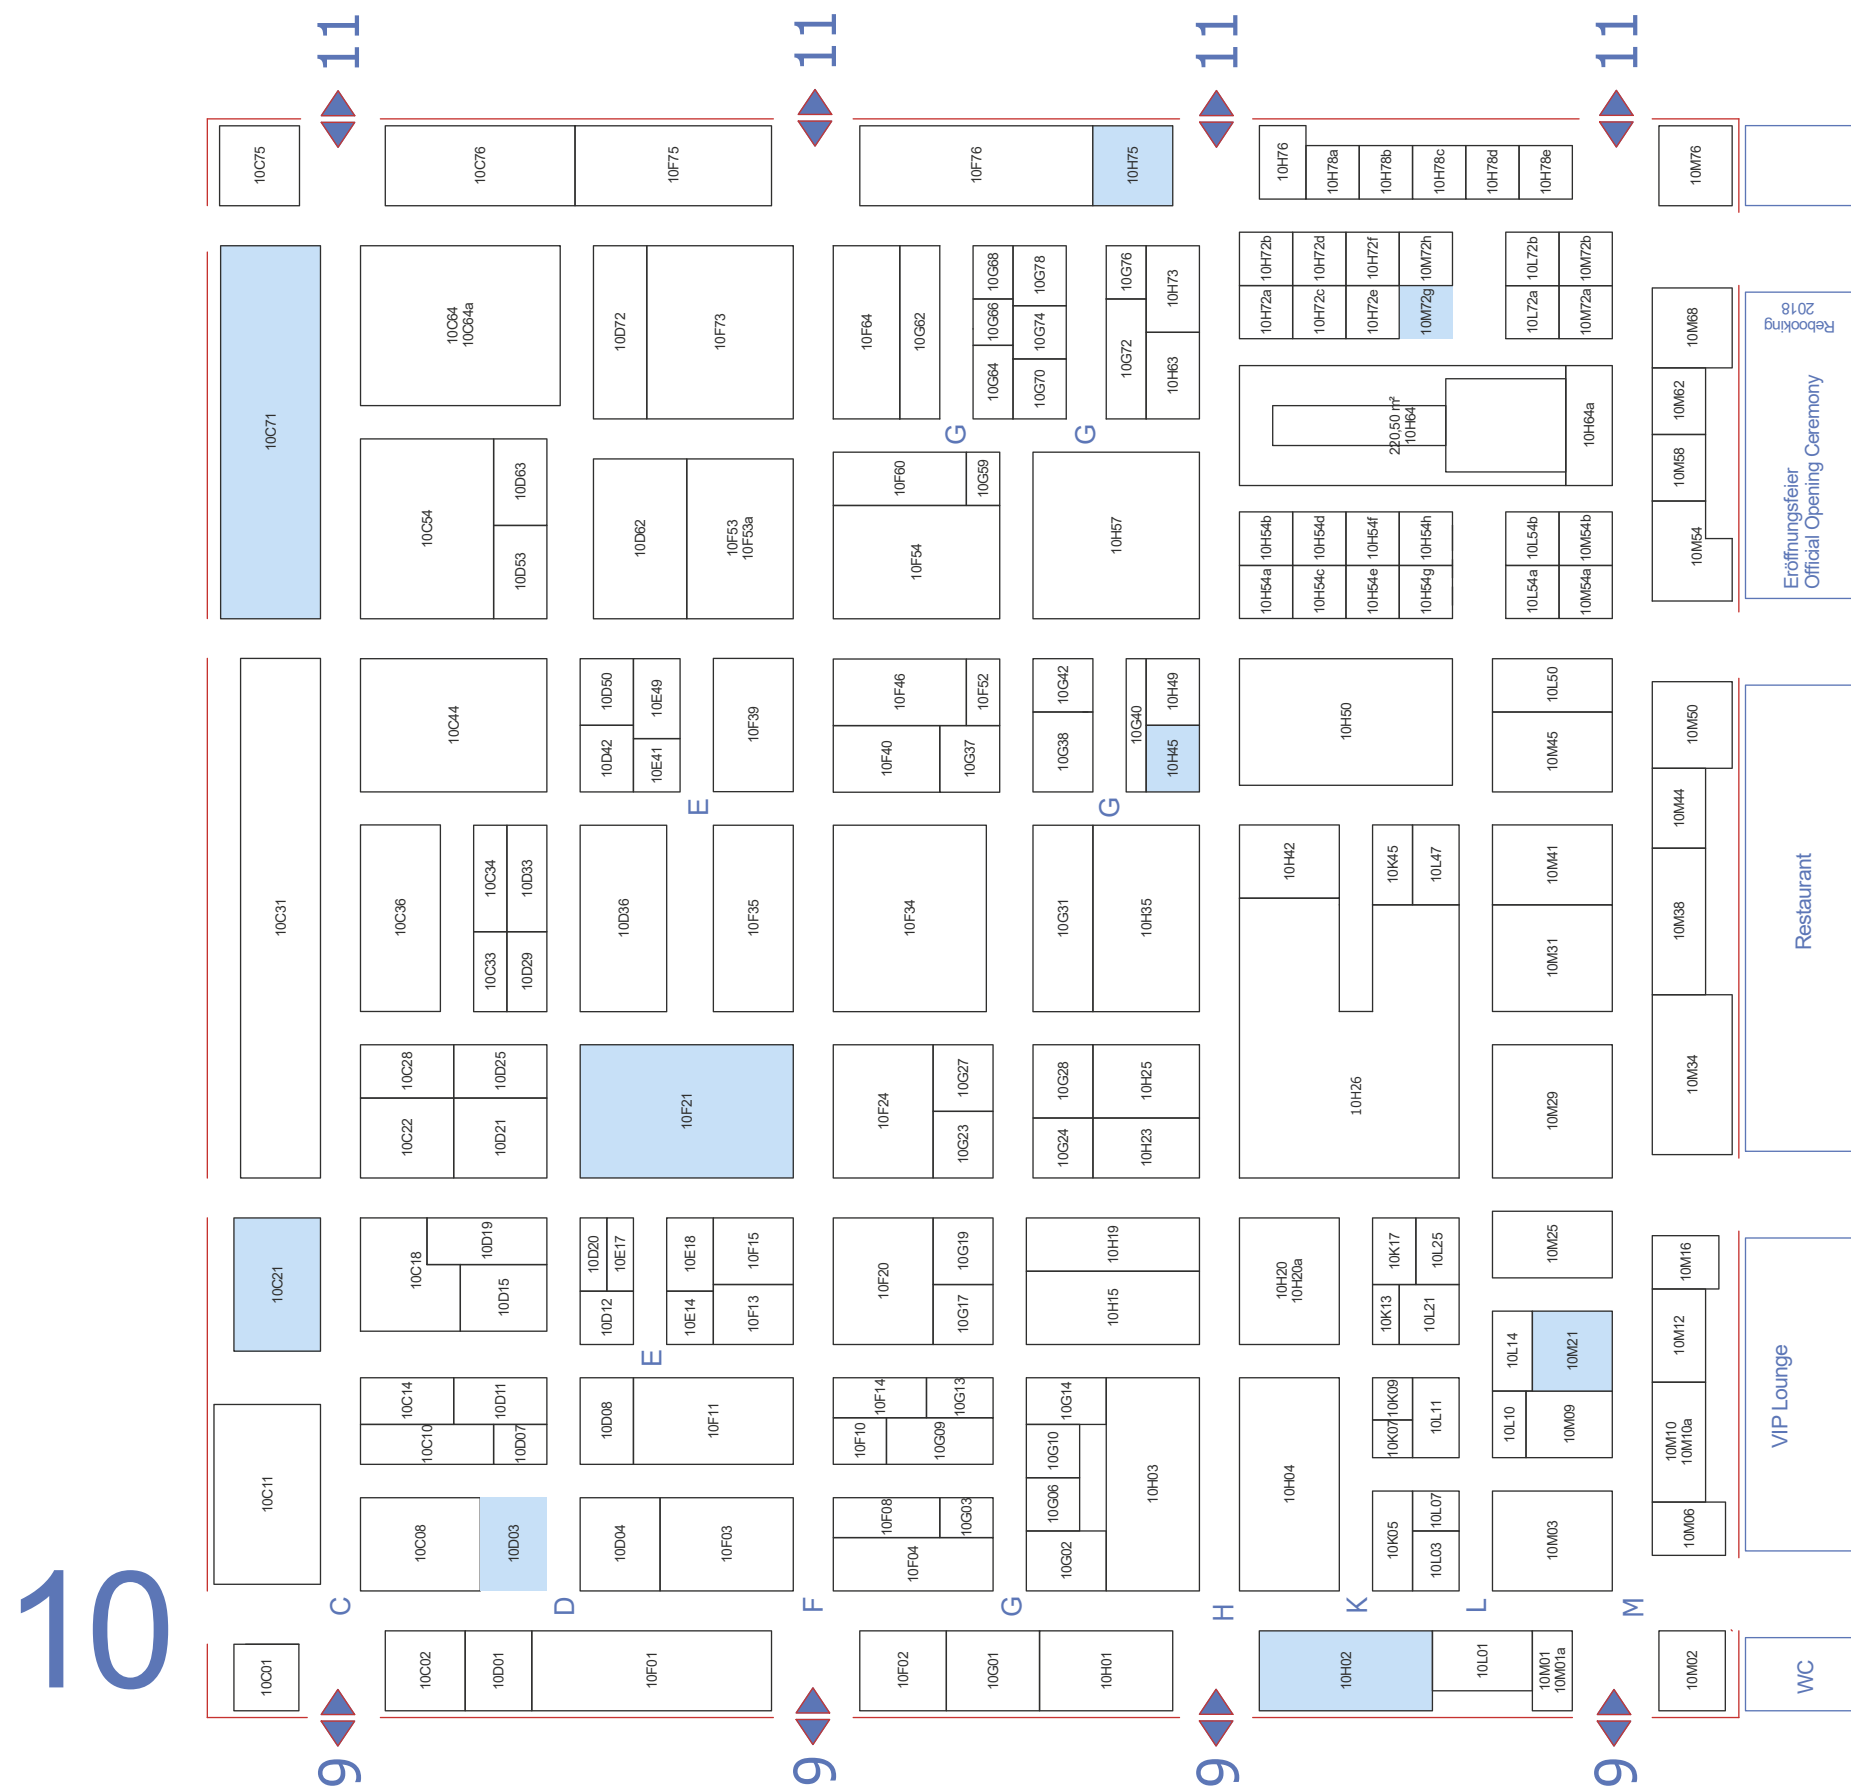 11
11
11
11
10C75
10C76
10F75
10F76
10H75
10H76
10H78a
10H78b
10H78c
10H78d
10H78e
10M76
10C71
10C64
10C64a
10D72
10F73
10F64
10G62
10G68
10G66
10G64
10G78
10G74
10G70
10G76
10G72
10H73
10H63
10H72b
10H72d
10H72f
10M72h
10L72b
10M72b
10H72a
10H72c
10H72e
10M72g
10L72a
10M72a
10M68
Rebooking
2018
220,50 m²
10H64
10H64a
10M62
10M58
10M54
Eröffnungsfeier
Official Opening Ceremony
G
G
10C54
10D63
10D53
10D62
10F53
10F53a
10F60
10G59
10F54
10H57
10H54b
10H54d
10H54f
10H54h
10L54b
10M54b
10H54a
10H54c
10H54e
10H54g
10L54a
10M54a
10C31
10C44
10D50
10E49
10D42
10E41
10F39
10F46
10F52
10F40
10G37
10G42
10G38
10G40
10H49
10H45
10H50
10L50
10M45
10M50
10M44
E
G
10C36
10C34
10D33
10C33
10D29
10D36
10F35
10F34
10G31
10H35
10H42
10K45
10L47
10M41
10M31
10M38
Restaurant
10C28
10D25
10C22
10D21
10F21
10F24
10G27
10G23
10G28
10H25
10G24
10H23
10H26
10M29
10M34
10C21
10C18
10D19
10D15
10D20
10E17
10D12
10E18
10E14
10F15
10F13
10F20
10G19
10G17
10H19
10H15
10H20
10H20a
10K17
10L25
10K13
10L21
10M25
10L14
10M21
10M16
10M12
E
VIP Lounge
10C11
10C14
10D11
10C10
10D07
10D08
10F11
10F14
10G13
10F10
10G09
10G14
10G10
10G06
10G02
10H03
10H04
10K09
10K07
10L11
10L10
10M09
10M10
10M10a
10M06
10C08
10D03
10D04
10F03
10F08
10G03
10F04
10K05
10L07
10L03
10M03
10
C
D
F
G
H
K
L
M
10C01
10C02
10D01
10F01
10F02
10G01
10H01
10H02
10L01
10M01
10M01a
10M02
WC
9
9
9
9